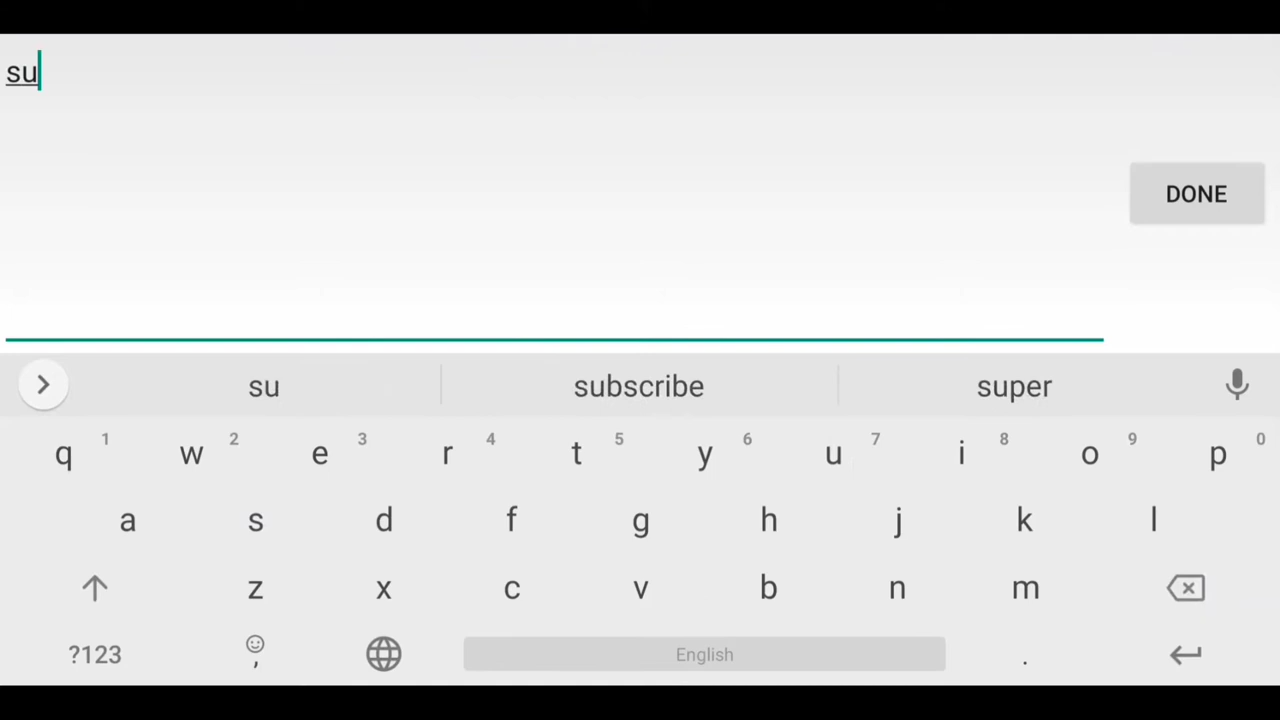 su
DONE
su subscribe super
q 1 w 2 e 3 r 4 t 5 y 6 u 7 i 8 o 9 p 0
a s d f g h j k l
z x c v b n m
?123 , English .